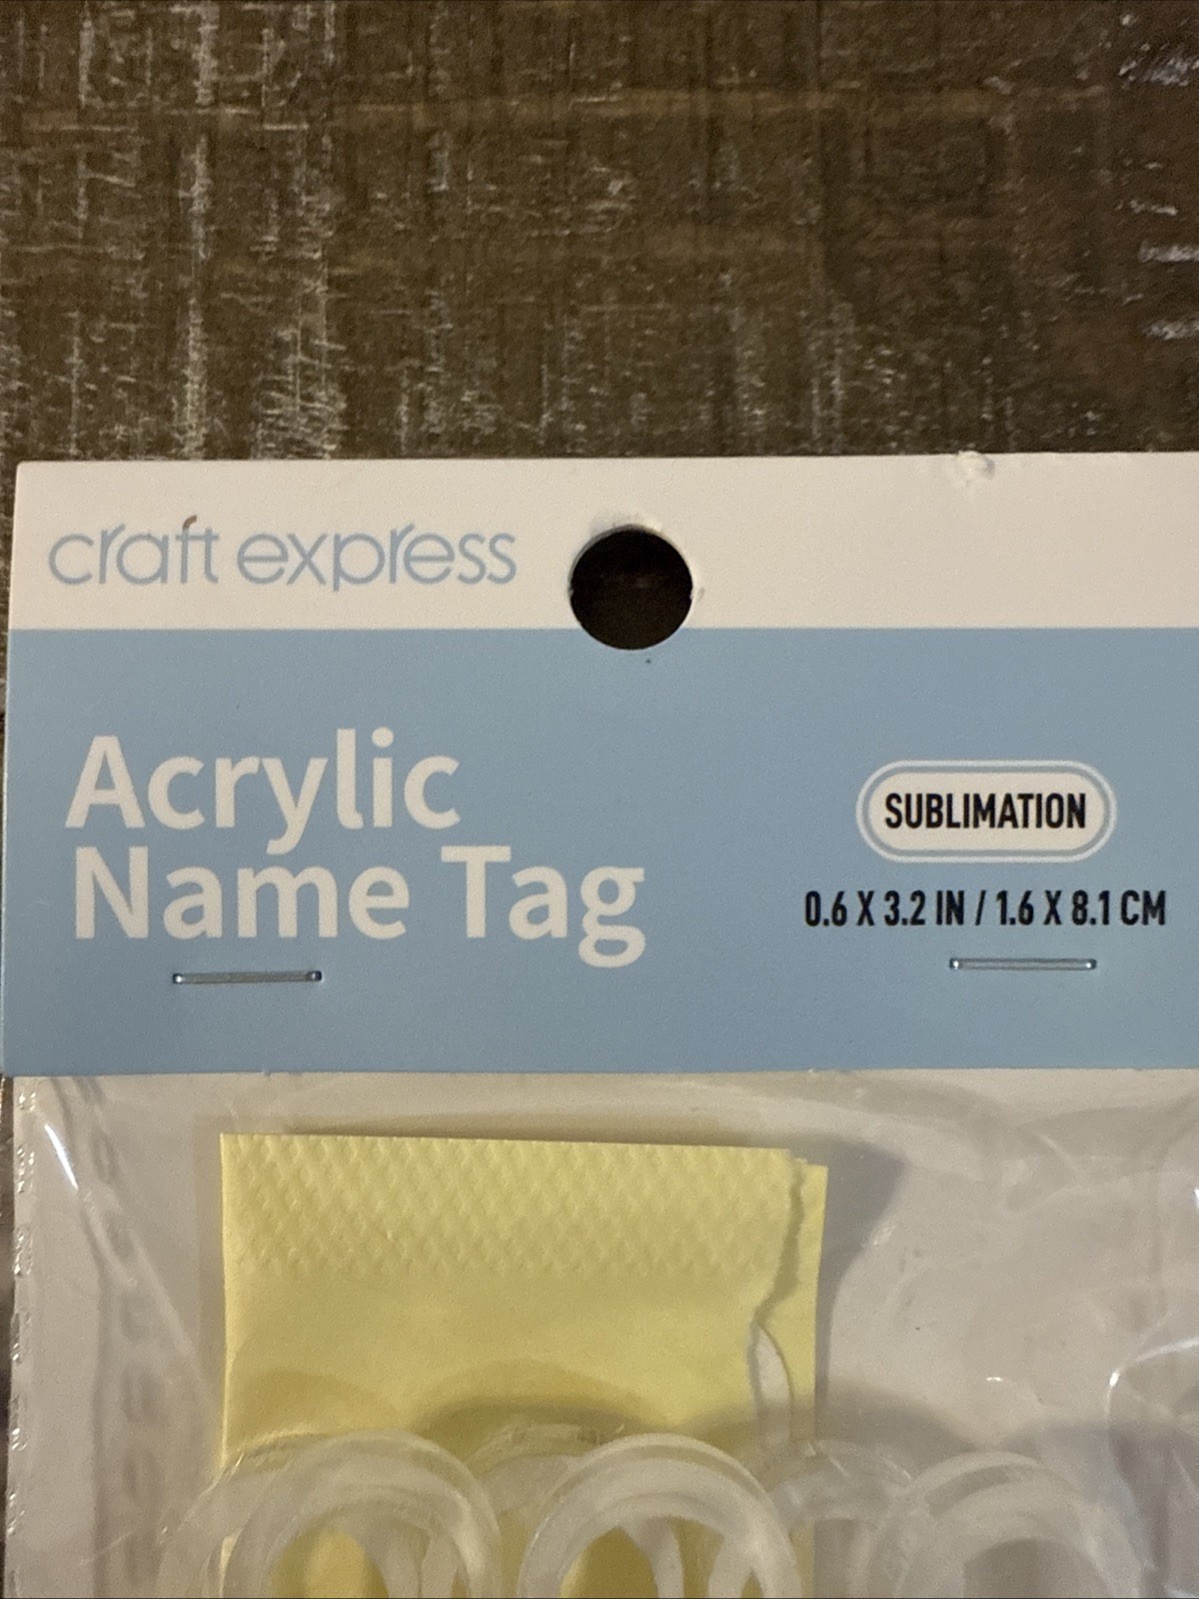 craft express
Acrylic
Name Tag
SUBLIMATION
0.6 X 3.2 IN / 1.6 X 8.1 CM